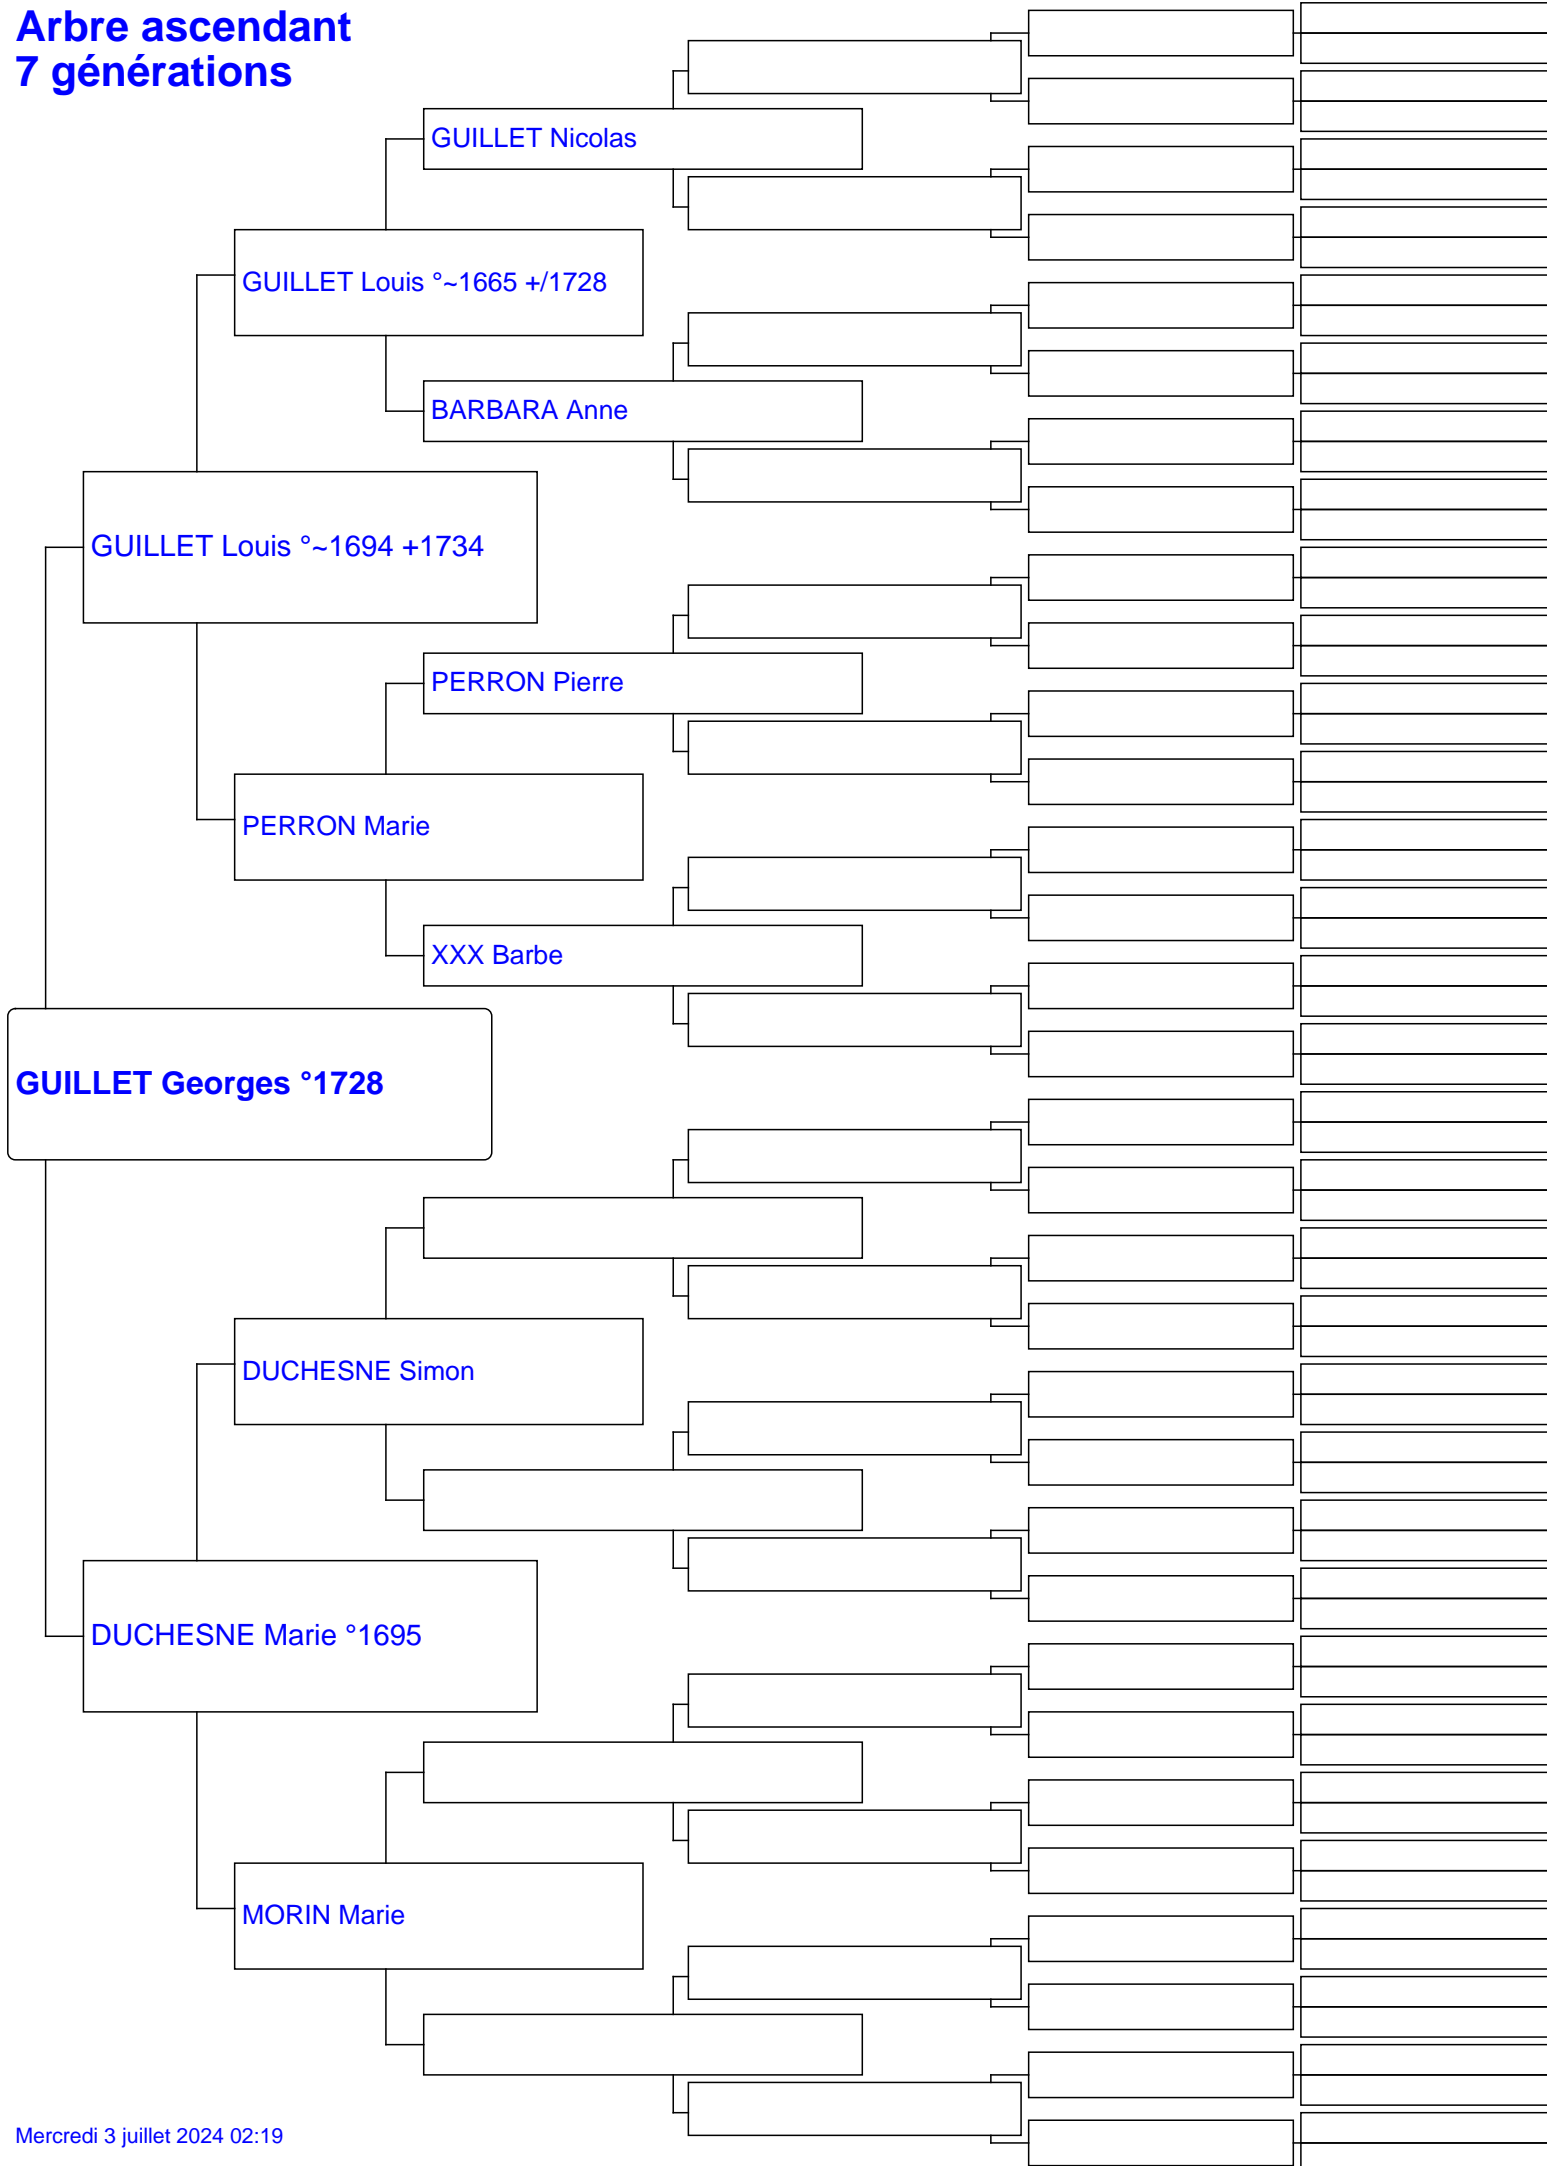 Arbre ascendant
7 générations
GUILLET Nicolas
GUILLET Louis °~1665 +/1728
BARBARA Anne
GUILLET Louis °~1694 +1734
PERRON Pierre
PERRON Marie
XXX Barbe
GUILLET Georges °1728
DUCHESNE Simon
DUCHESNE Marie °1695
MORIN Marie
Mercredi 3 juillet 2024 02:19